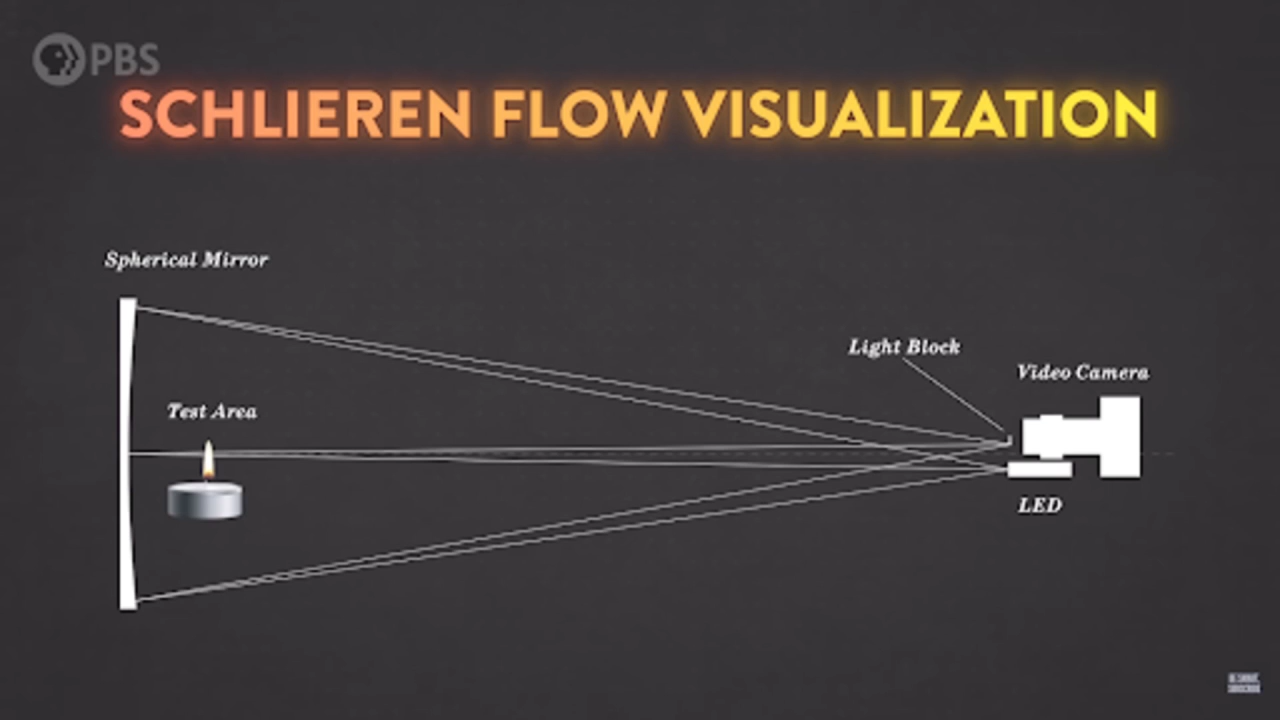 PBS
SCHLIEREN FLOW VISUALIZATION
Spherical Mirror
Light Block
Video Camera
Test Area
LED